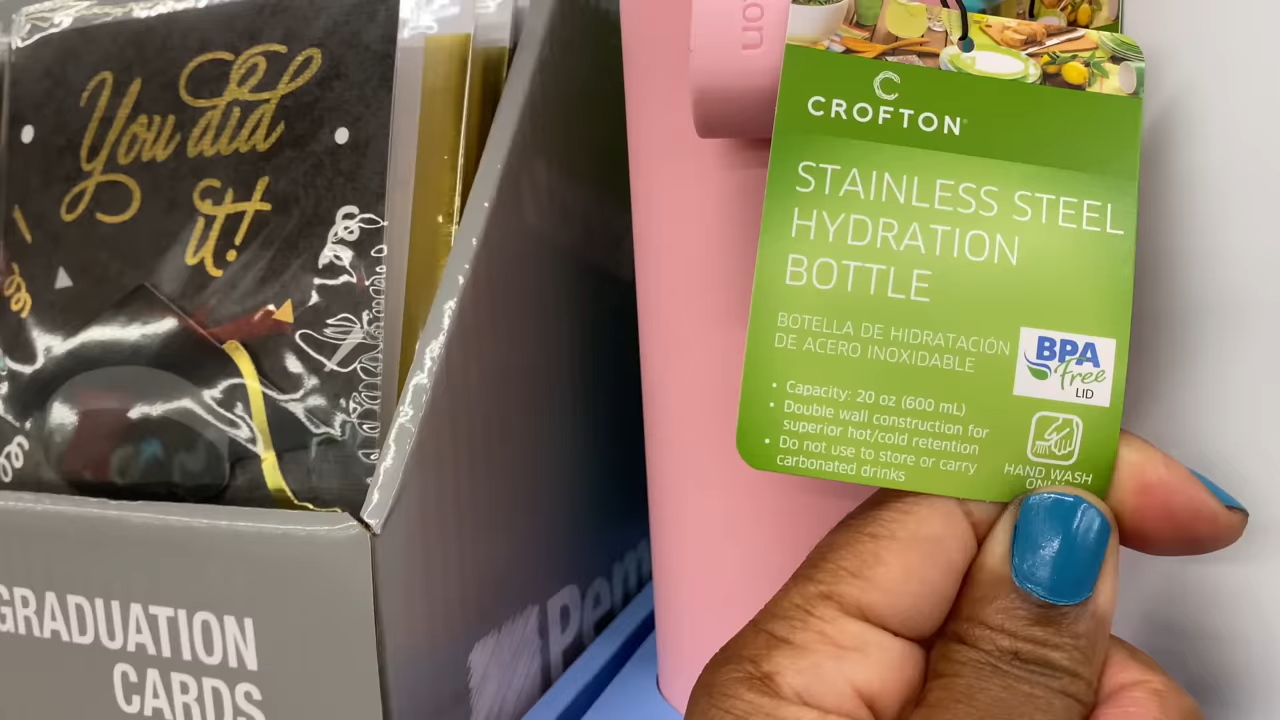 You did
it!
GRADUATION
CARDS
CROFTON
STAINLESS STEEL
HYDRATION
BOTTLE
BOTELLA DE HIDRATACIÓN
DE ACERO INOXIDABLE
• Capacity: 20 oz (600 mL)
• Double wall construction for
superior hot/cold retention
• Do not use to store or carry
carbonated drinks
BPA
Free
LID
HAND WASH
ONLY